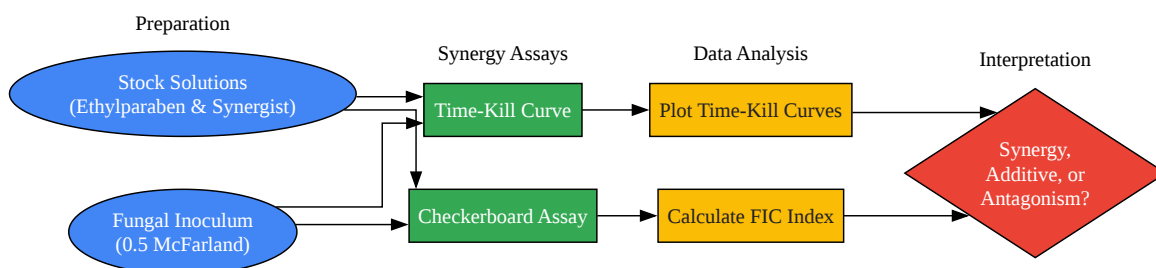 Preparation
Stock Solutions
(Ethylparaben & Synergist)
Fungal Inoculum
(0.5 McFarland)
Synergy Assays
Time-Kill Curve
Checkerboard Assay
Data Analysis
Plot Time-Kill Curves
Calculate FIC Index
Interpretation
Synergy,
Additive, or
Antagonism?